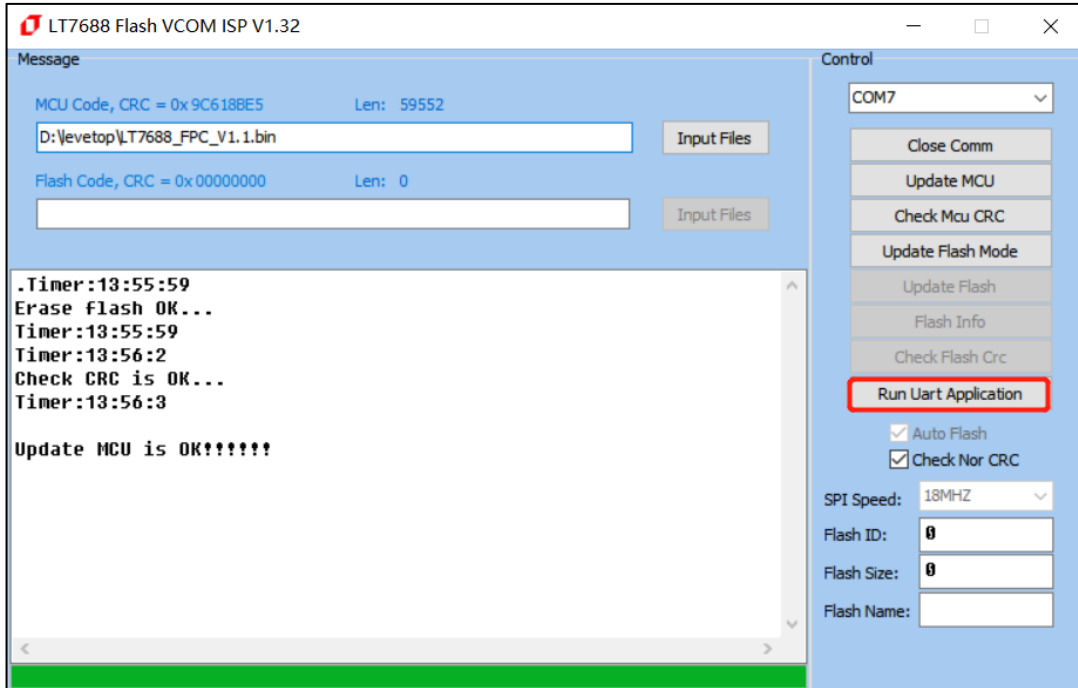 LT7688 Flash VCOM ISP V1.32
Message
MCU Code, CRC = 0x 9C618BE5 Len: 59552
D:\levetop\LT7688_FPC_V1.1.bin Input Files
Flash Code, CRC = 0x 00000000 Len: 0
Input Files
.Timer:13:55:59
Erase flash OK...
Timer:13:55:59
Timer:13:56:2
Check CRC is OK...
Timer:13:56:3
Update MCU is OK!!!!!!
Control
COM7
Close Comm
Update MCU
Check Mcu CRC
Update Flash Mode
Update Flash
Flash Info
Check Flash Crc
Run Uart Application
Auto Flash
Check Nor CRC
SPI Speed: 18MHZ
Flash ID: 0
Flash Size: 0
Flash Name: